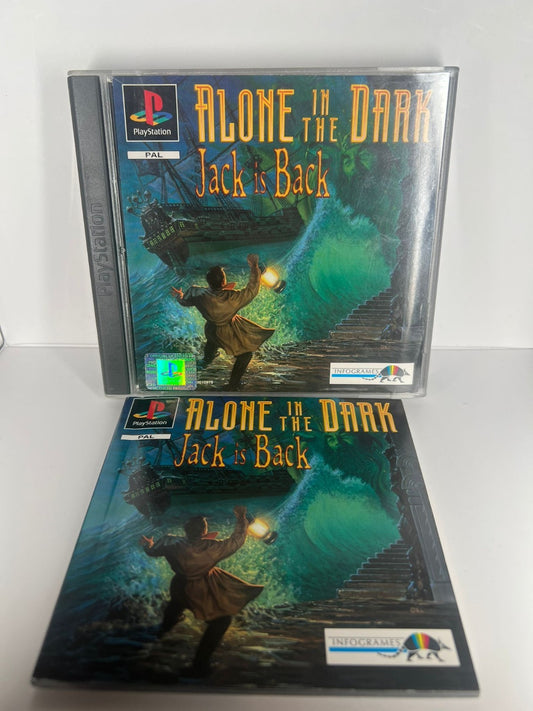 PlayStation
PlayStation
PAL
ALONE IN THE DARK
Jack is Back
INFOGRAMES
PlayStation
PAL
ALONE IN THE DARK
Jack is Back
INFOGRAMES